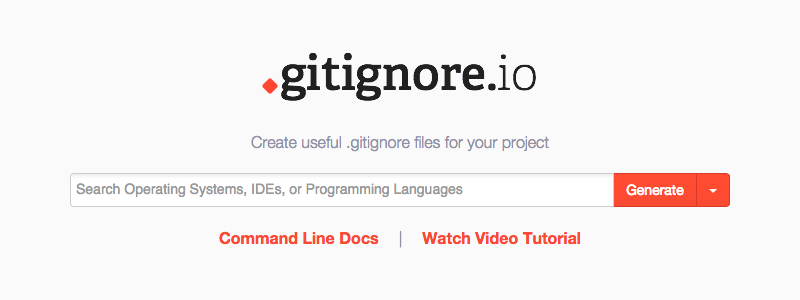 .gitignore.io
Create useful .gitignore files for your project
Search Operating Systems, IDEs, or Programming Languages Generate
Command Line Docs | Watch Video Tutorial